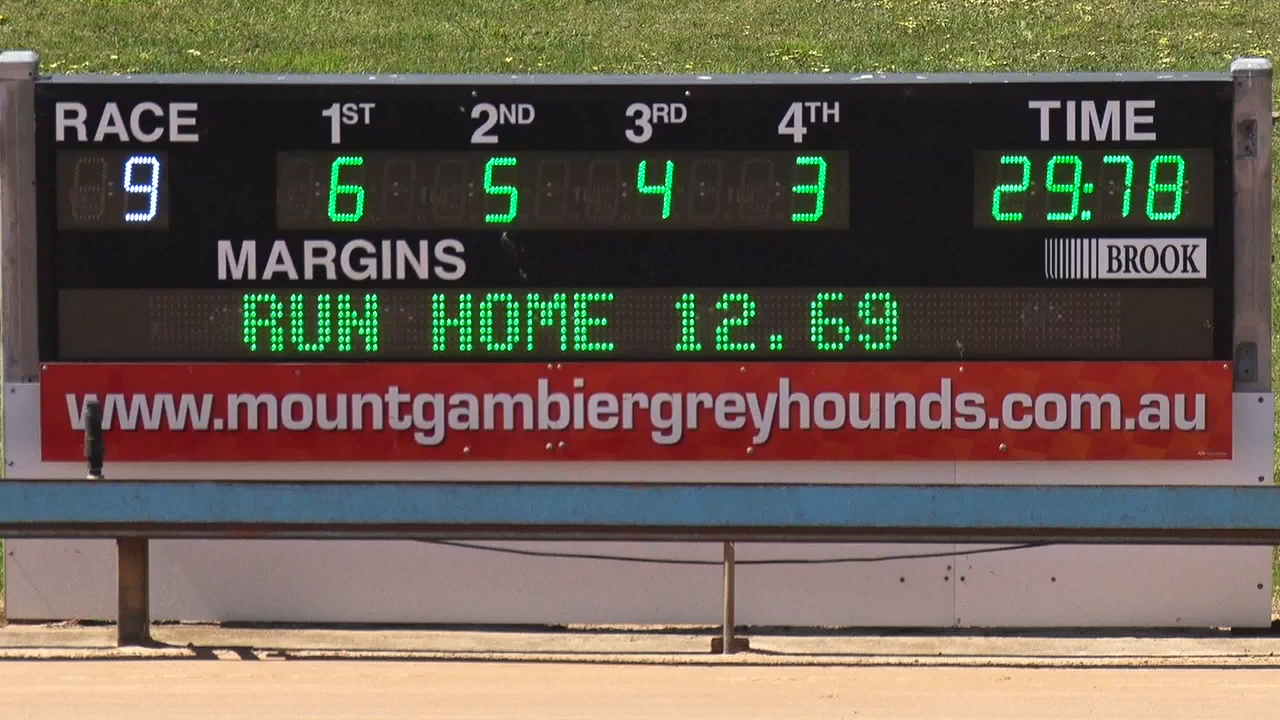 RACE 1ST 2ND 3RD 4TH TIME
9 6 5 4 3 29:78
MARGINS BROOK
RUN HOME 12.69
www.mountgambiergreyhounds.com.au